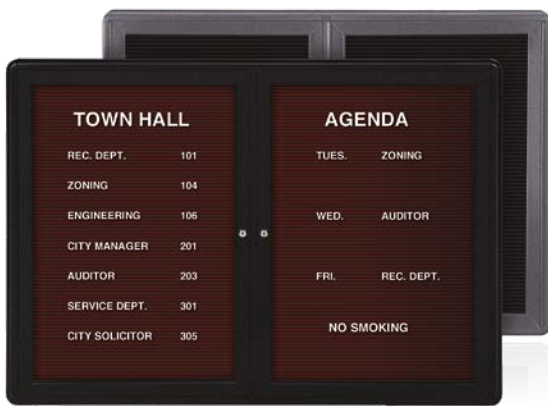 TOWN HALL
REC. DEPT. 101
ZONING 104
ENGINEERING 106
CITY MANAGER 201
AUDITOR 203
SERVICE DEPT. 301
CITY SOLICITOR 305
AGENDA
TUES. ZONING
WED. AUDITOR
FRI. REC. DEPT.
NO SMOKING